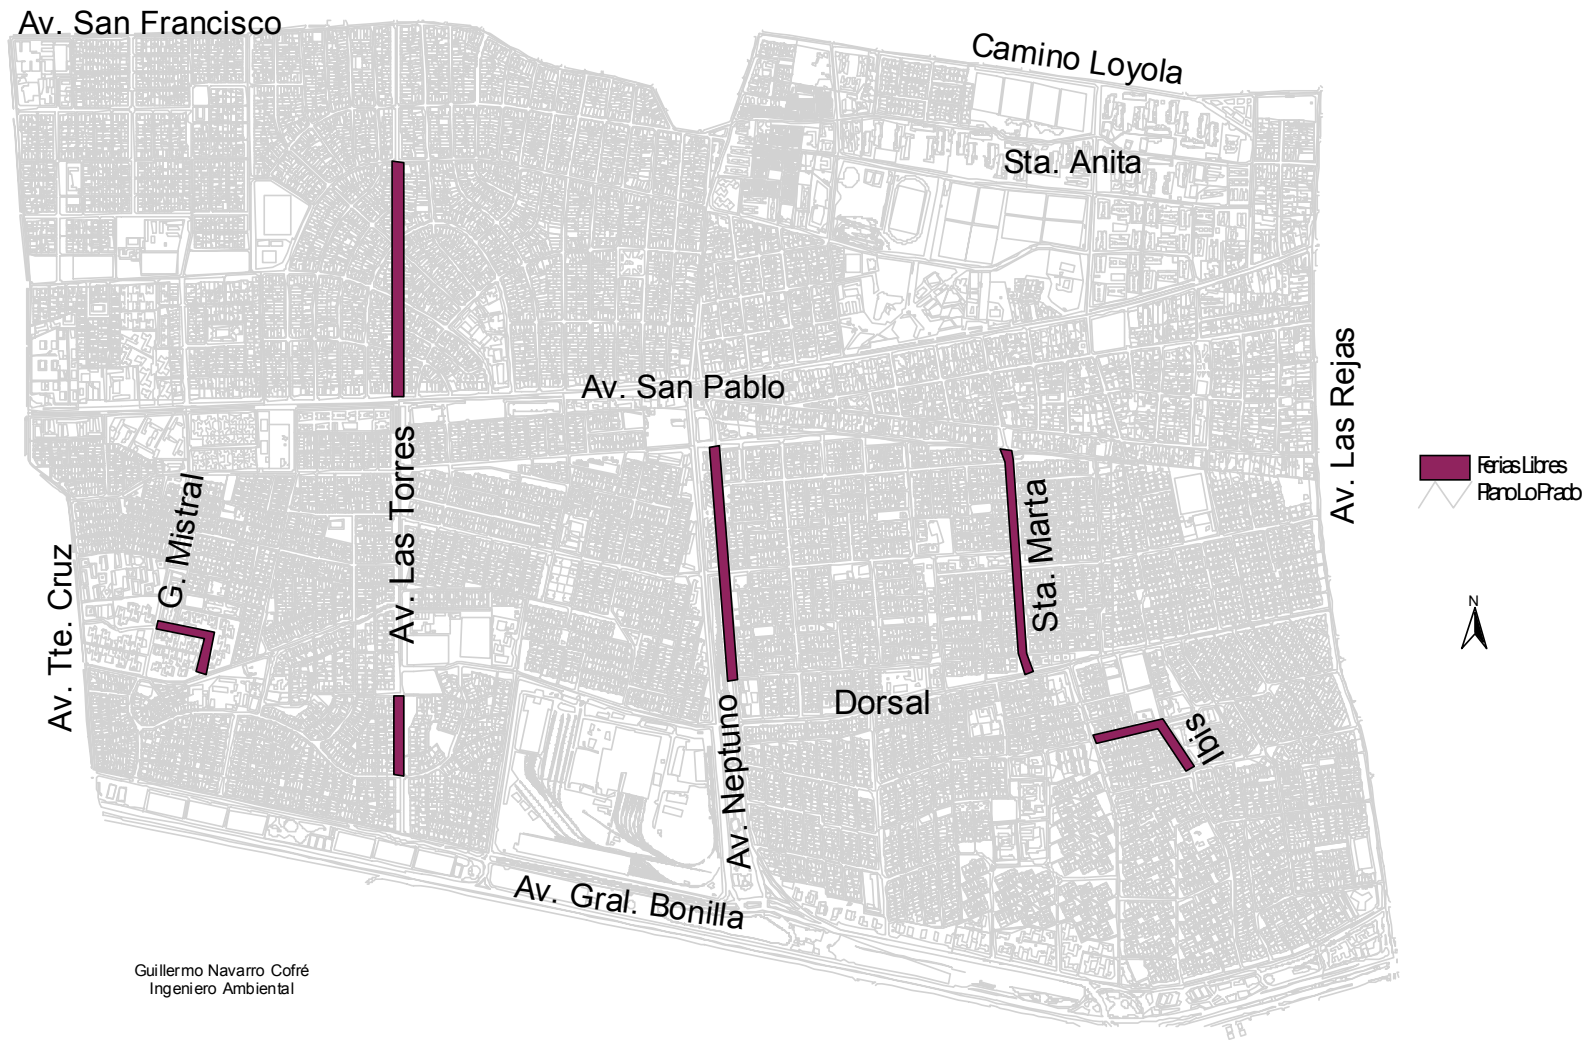 Av. San Francisco
Camino Loyola
Sta. Anita
Av. San Pablo
Av. Las Rejas
Ferias Libres
Plano Lo Prado
Av. Las Torres
G. Mistral
Sta. Marta
Av. Tte. Cruz
N
Dorsal
Ibis
Av. Neptuno
Av. Gral. Bonilla
Guillermo Navarro Cofré
Ingeniero Ambiental